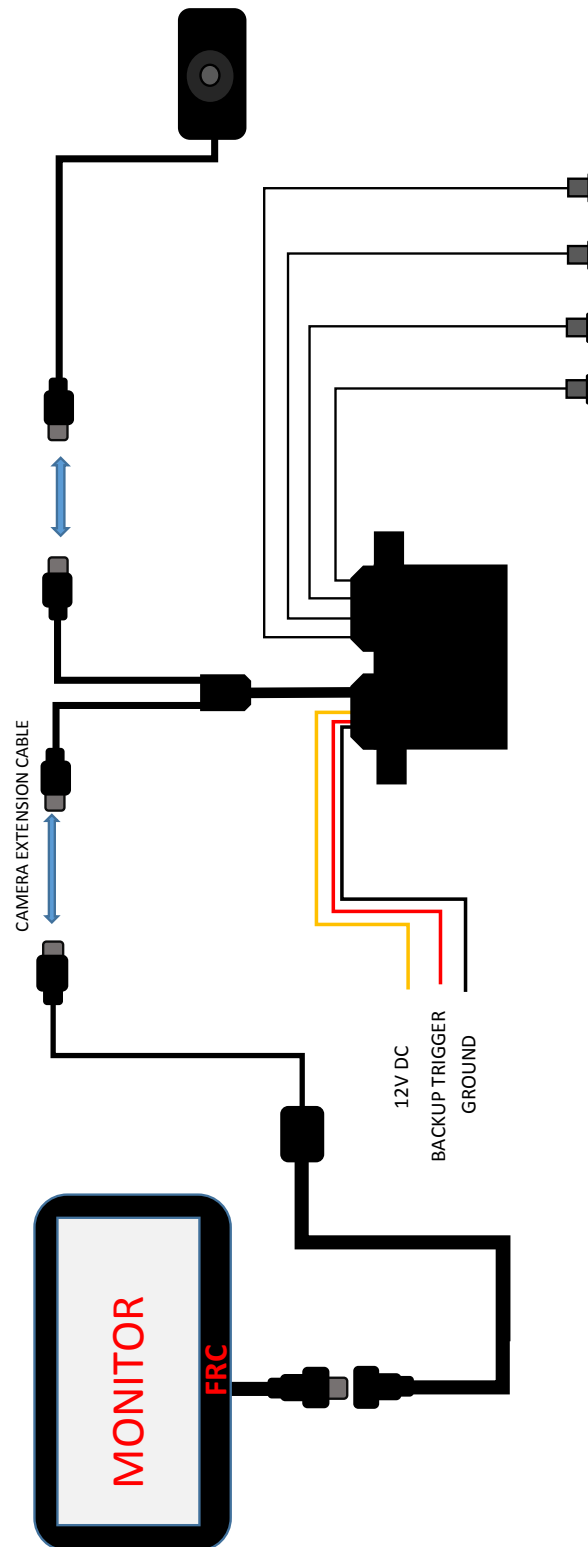 CAMERA EXTENSION CABLE
12V DC
BACKUP TRIGGER
GROUND
MONITOR
FRC